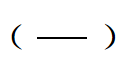 ( — )